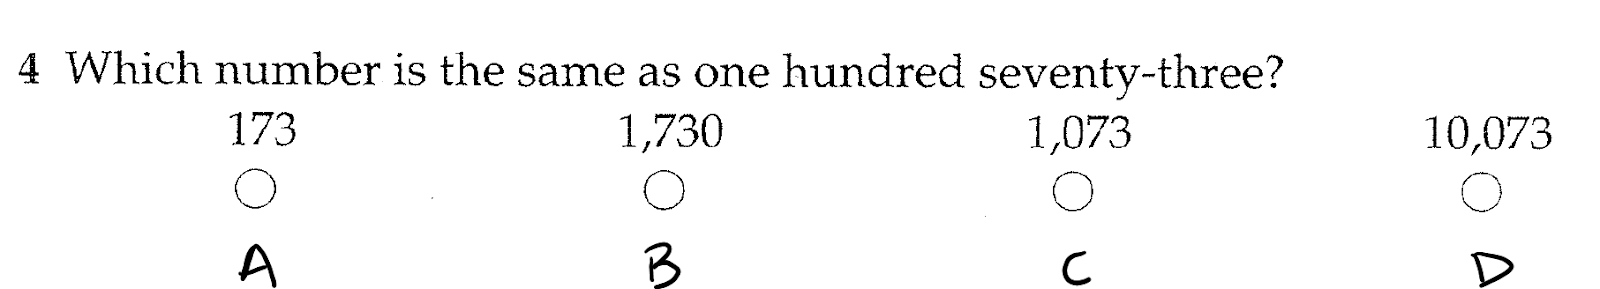 4 Which number is the same as one hundred seventy-three?
173 1,730 1,073 10,073
A B C D